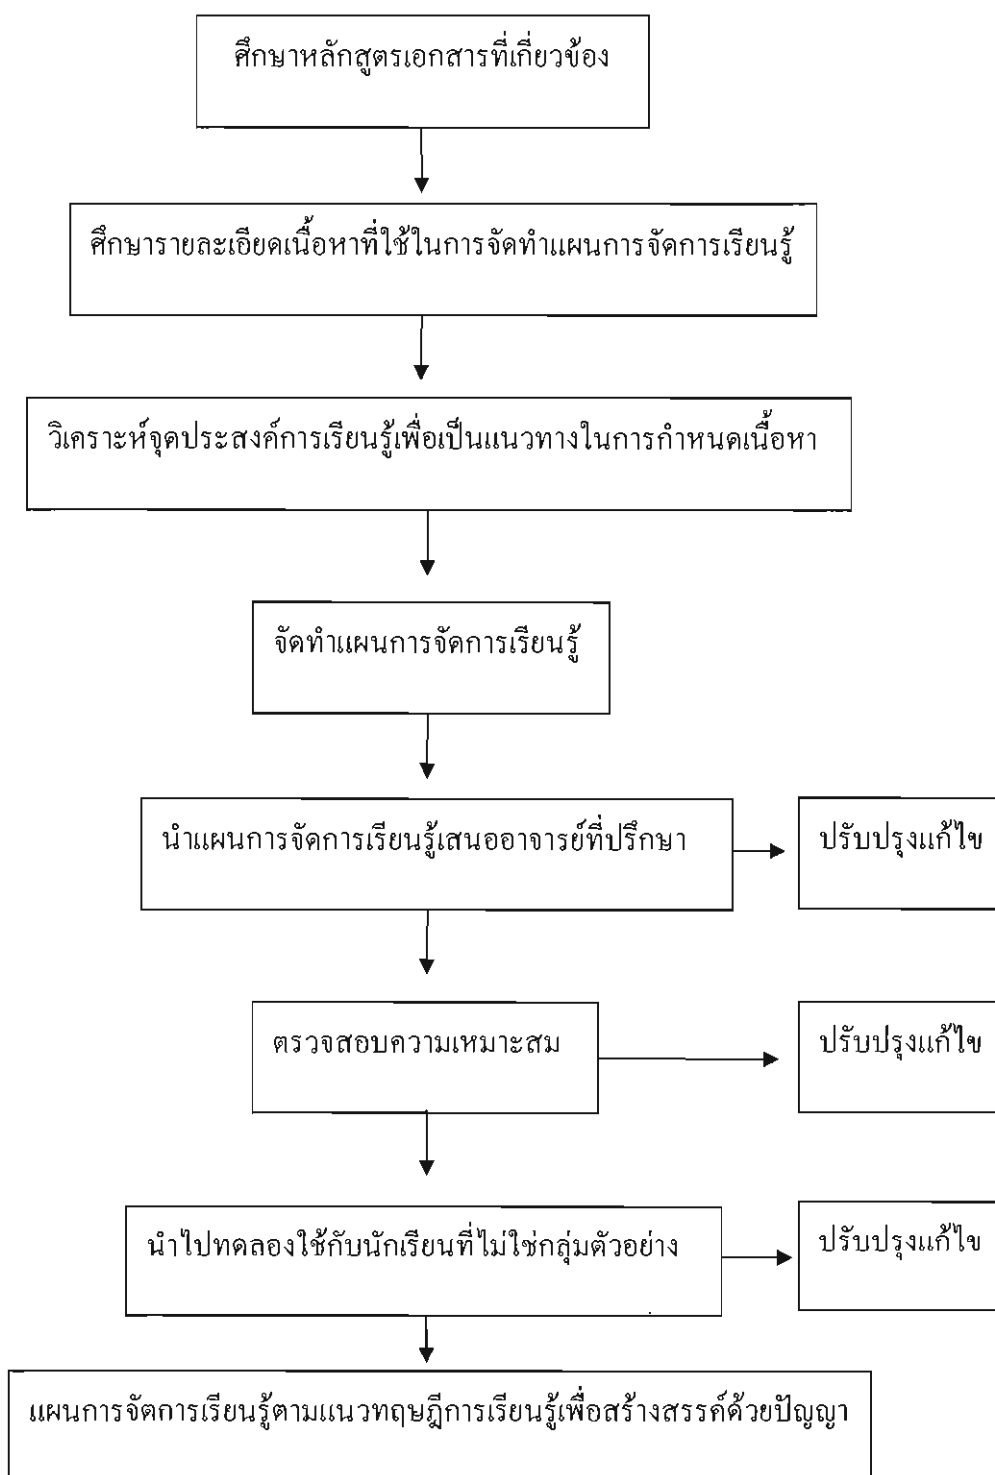 ศึกษาหลักสูตรเอกสารที่เกี่ยวข้อง
ศึกษารายละเอียดเนื้อหาที่ใช้ในการจัดทำแผนการจัดการเรียนรู้
วิเคราะห์จุดประสงค์การเรียนรู้เพื่อเป็นแนวทางในการกำหนดเนื้อหา
จัดทำแผนการจัดการเรียนรู้
นำแผนการจัดการเรียนรู้เสนออาจารย์ที่ปรึกษา
ปรับปรุงแก้ไข
ตรวจสอบความเหมาะสม
ปรับปรุงแก้ไข
นำไปทดลองใช้กับนักเรียนที่ไม่ใช่กลุ่มตัวอย่าง
ปรับปรุงแก้ไข
แผนการจัดการเรียนรู้ตามแนวทฤษฎีการเรียนรู้เพื่อสร้างสรรค์ด้วยปัญญา